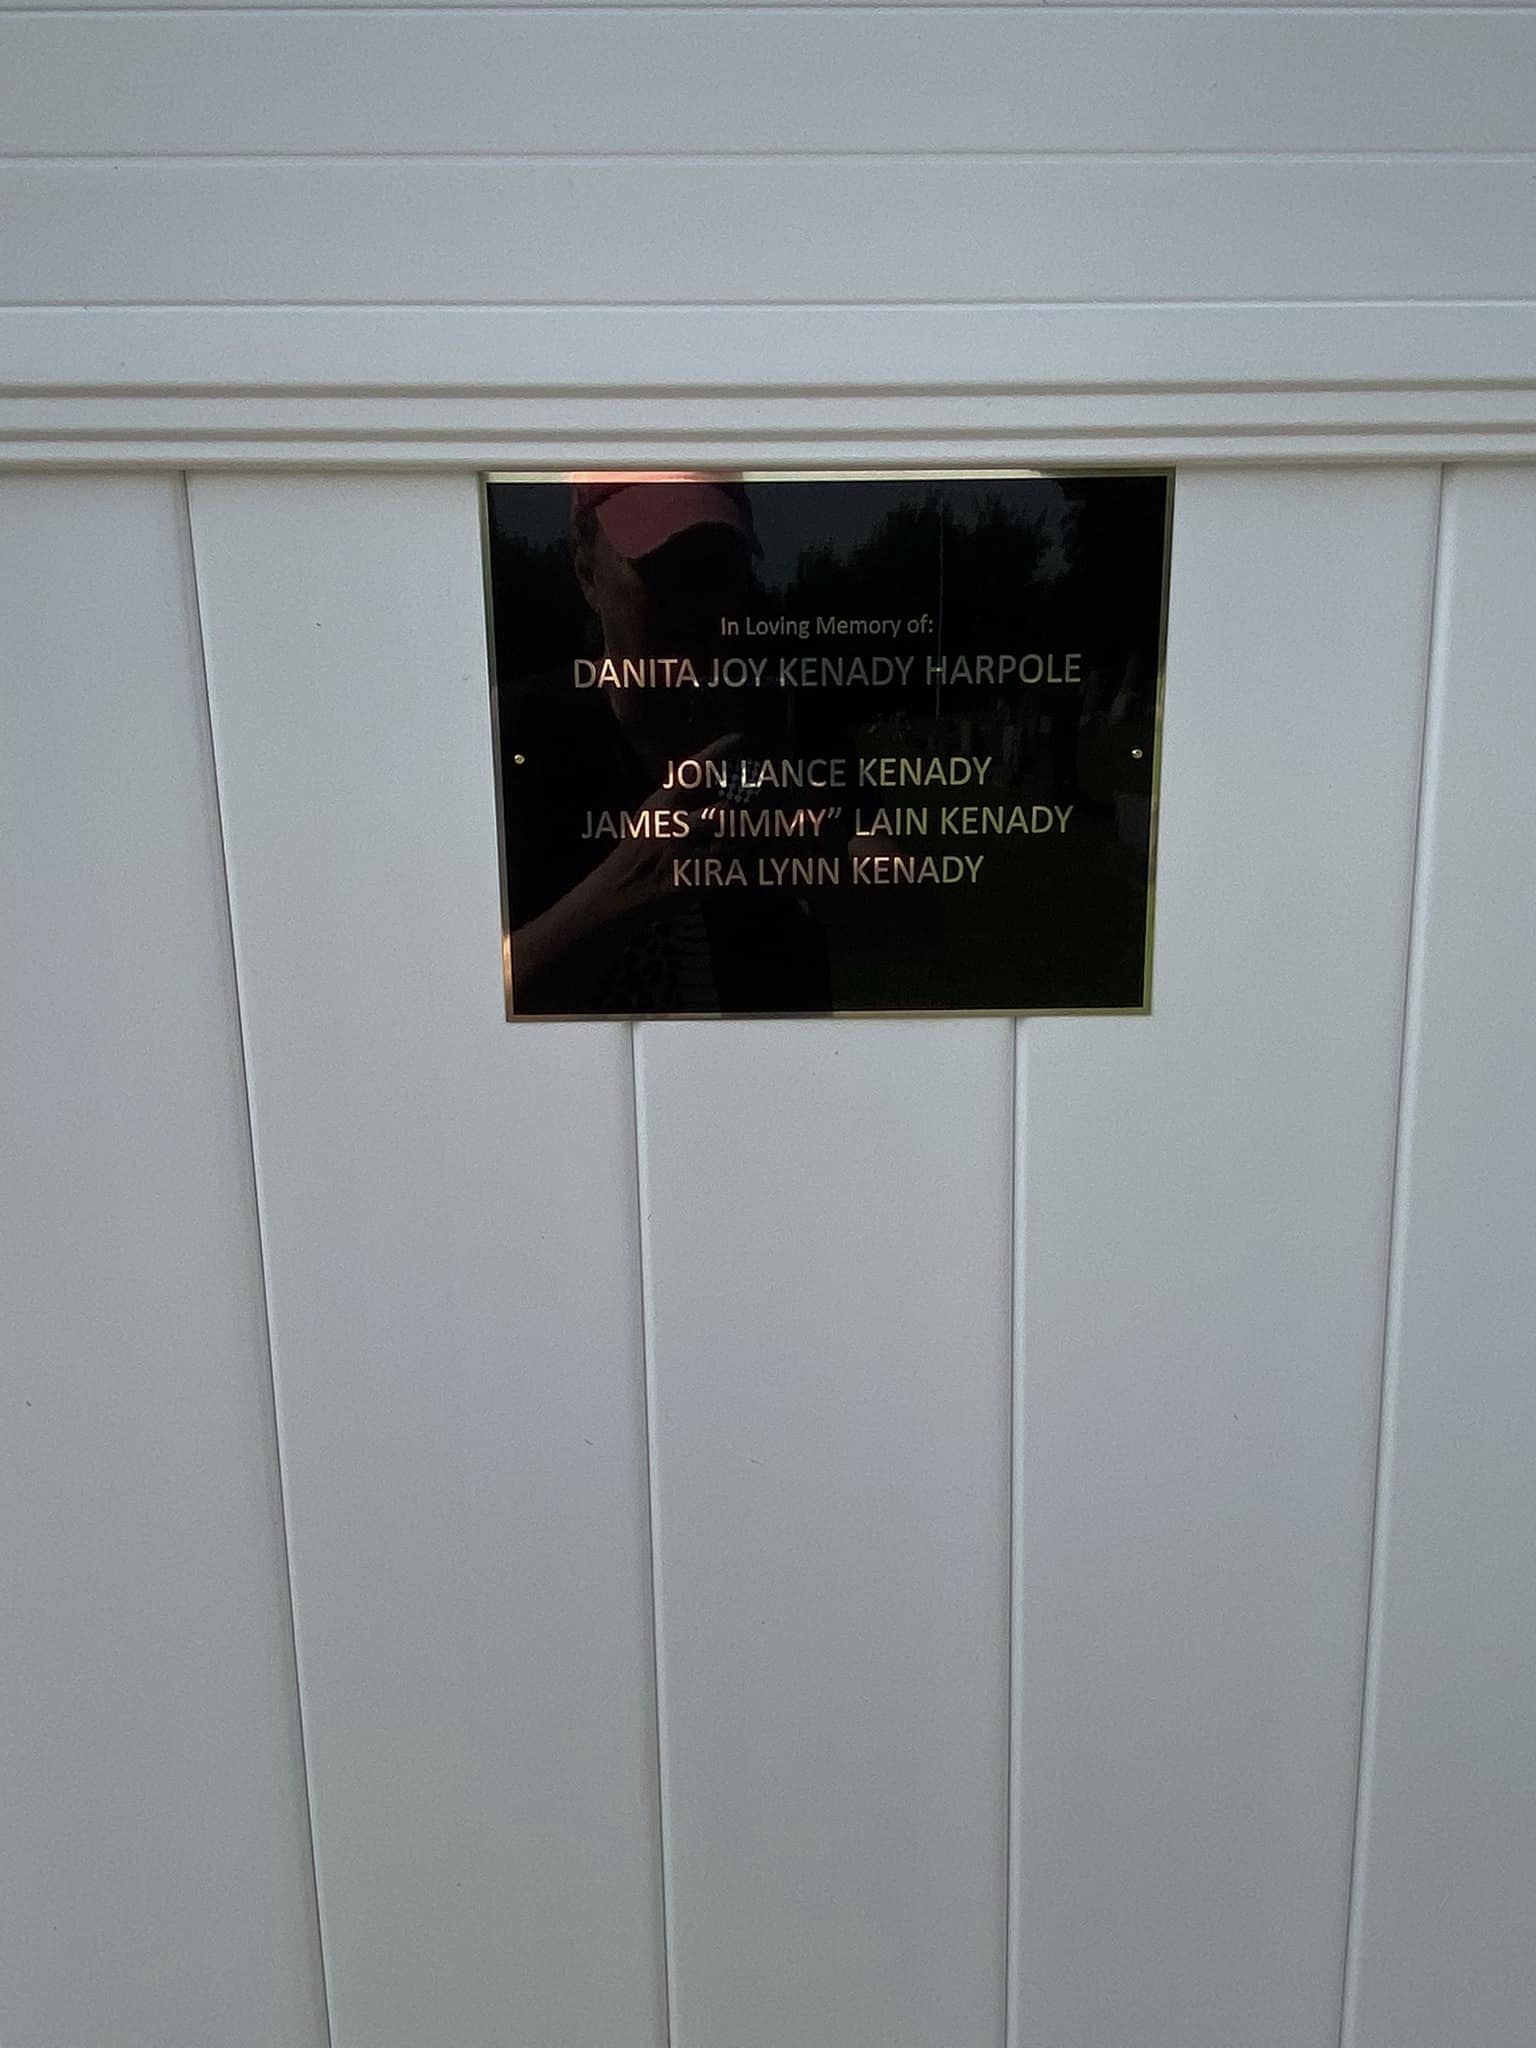 In Loving Memory of:
DANITA JOY KENADY HARPOLE
JON LANCE KENADY
JAMES “JIMMY” LAIN KENADY
KIRA LYNN KENADY